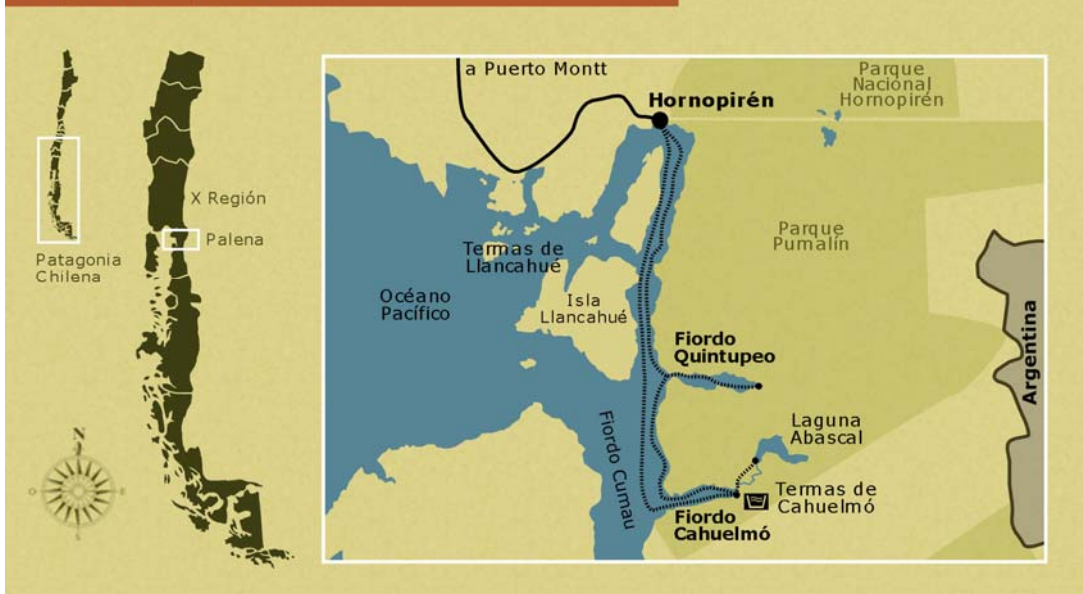 Patagonia
Chilena
X Región
Palena
N
a Puerto Montt
Hornopirén
Parque
Nacional
Hornopirén
Parque
Pumalín
Termas de
Llancahué
Océano
Pacífico
Isla
Llancahué
Fiordo
Quintupeo
Argentina
Fiordo Cumau
Laguna
Abascal
Termas de
Cahuelmó
Fiordo
Cahuelmó